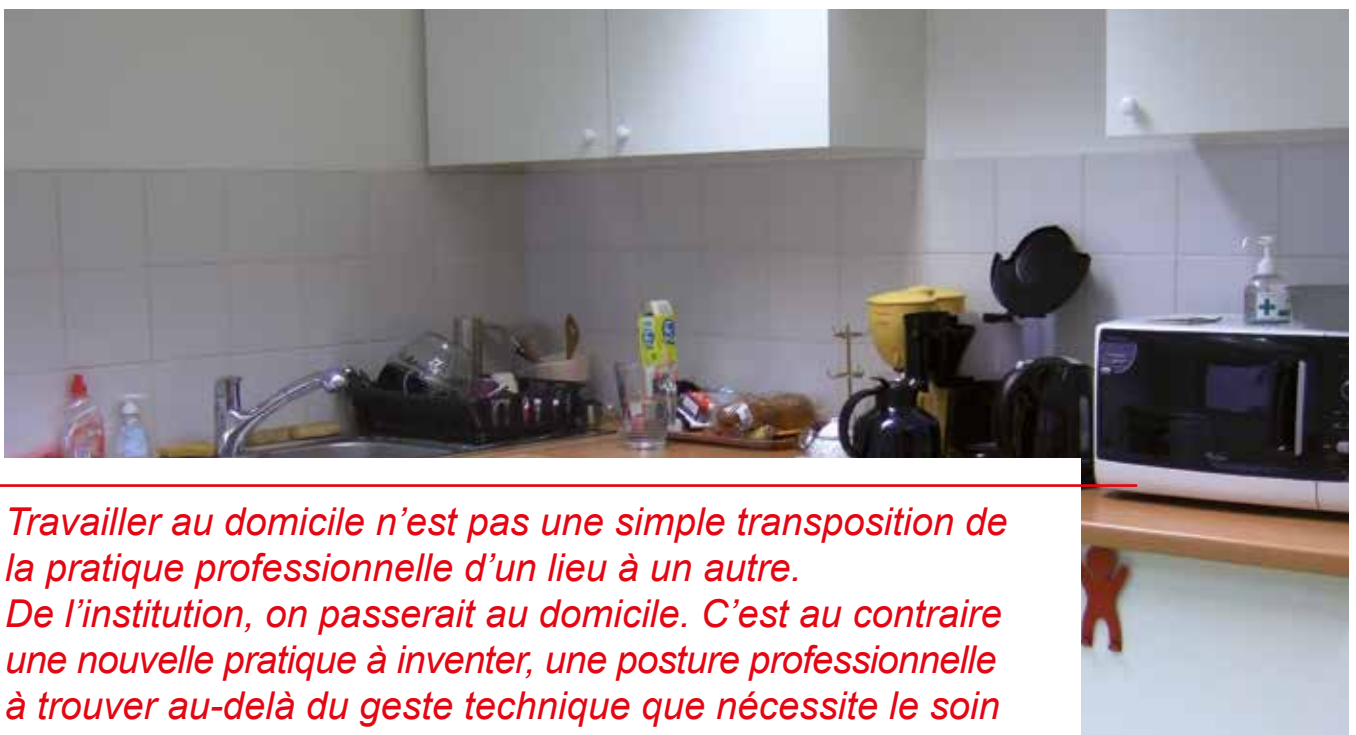 Travailler au domicile n’est pas une simple transposition de
la pratique professionnelle d’un lieu à un autre.
De l’institution, on passerait au domicile. C’est au contraire
une nouvelle pratique à inventer, une posture professionnelle
à trouver au-delà du geste technique que nécessite le soin